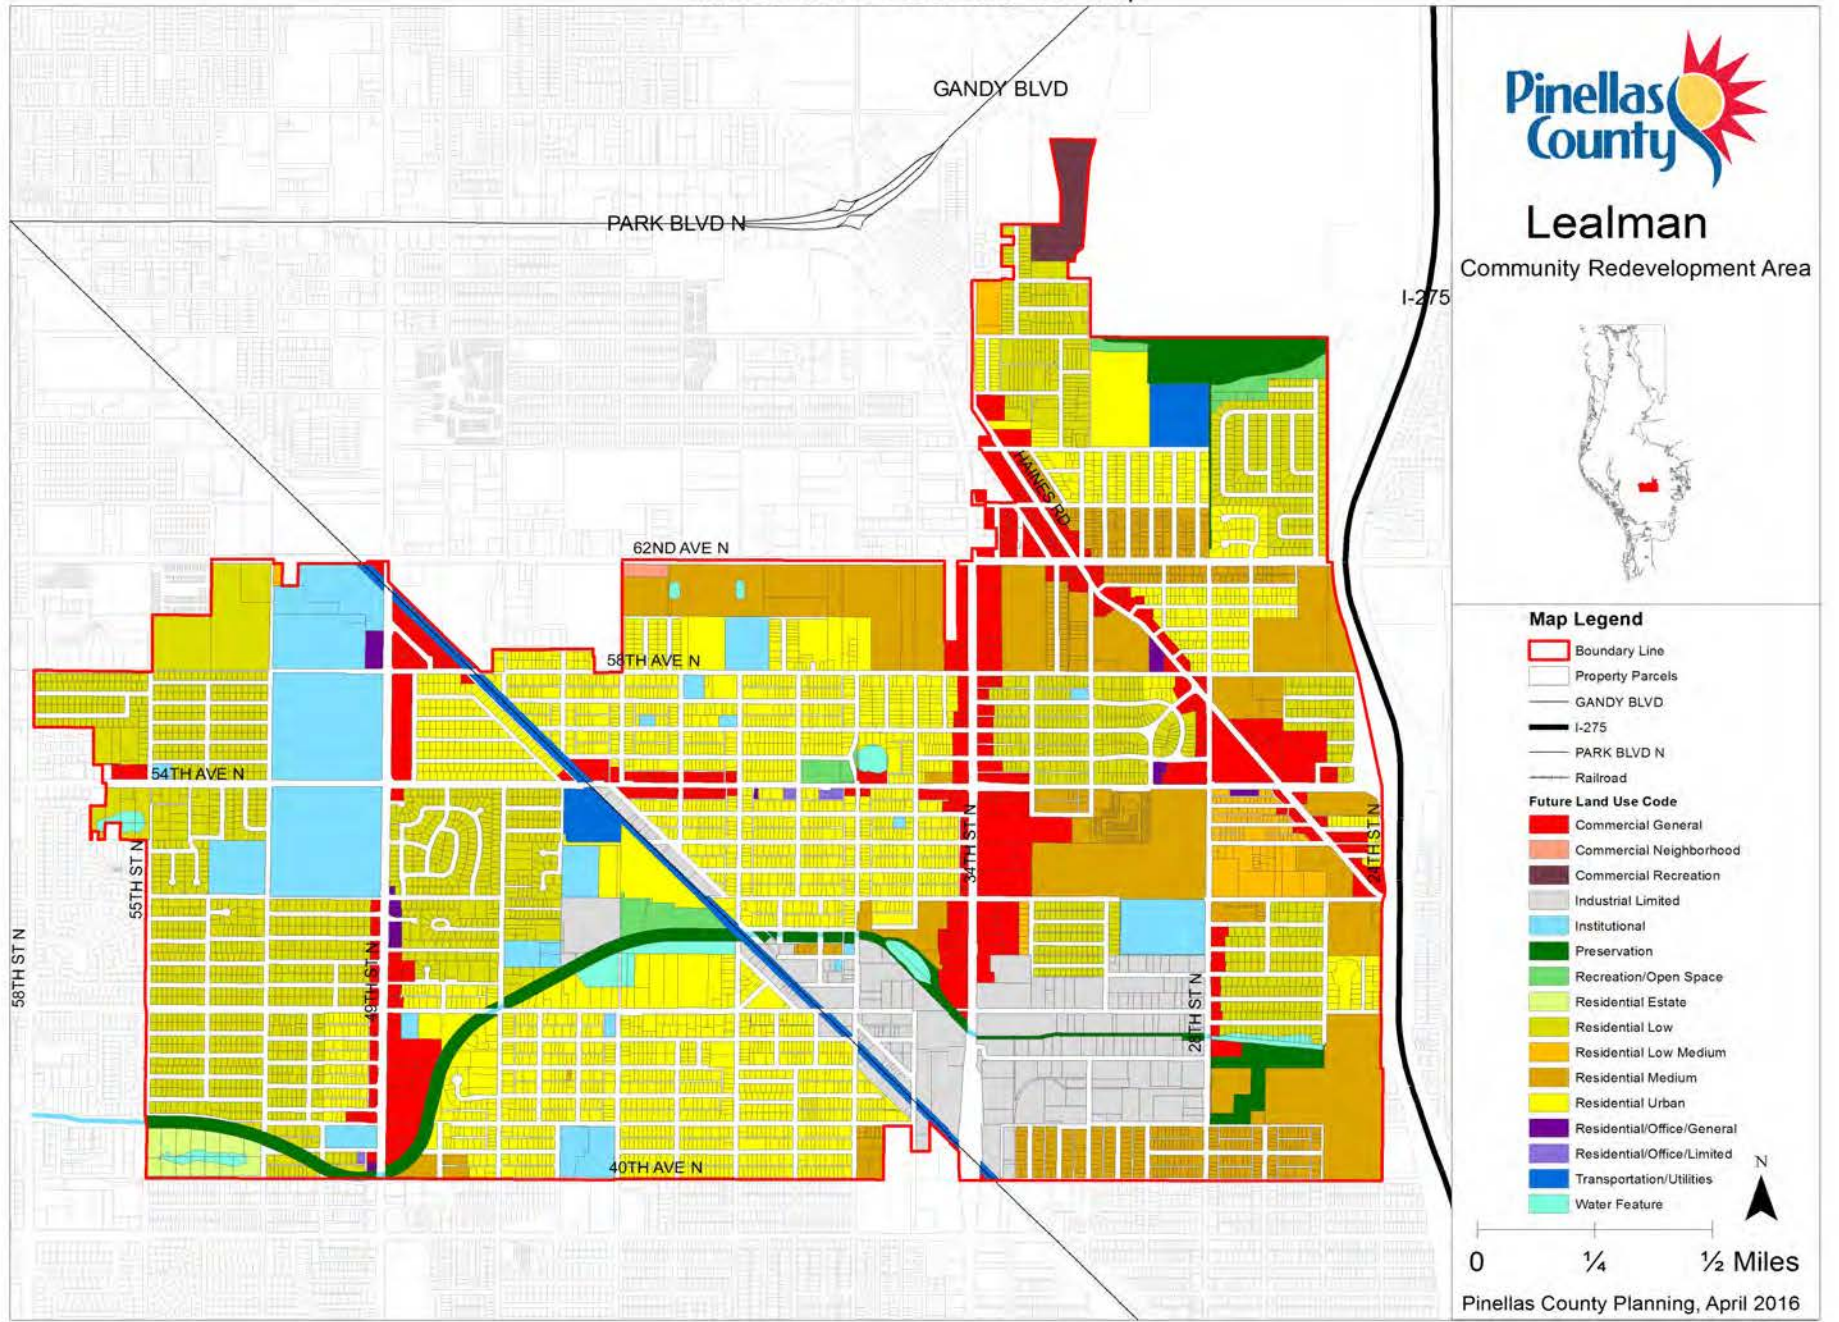 GANDY BLVD
PARK BLVD N
I-275
HAINES RD
62ND AVE N
58TH AVE N
54TH AVE N
34TH ST N
24TH ST N
55TH ST N
58TH ST N
49TH ST N
28TH ST N
40TH AVE N
Pinellas
County
Lealman
Community Redevelopment Area
Map Legend
Boundary Line
Property Parcels
GANDY BLVD
I-275
PARK BLVD N
Railroad
Future Land Use Code
Commercial General
Commercial Neighborhood
Commercial Recreation
Industrial Limited
Institutional
Preservation
Recreation/Open Space
Residential Estate
Residential Low
Residential Low Medium
Residential Medium
Residential Urban
Residential/Office/General
Residential/Office/Limited
Transportation/Utilities
Water Feature
N
0 ¼ ½ Miles
Pinellas County Planning, April 2016